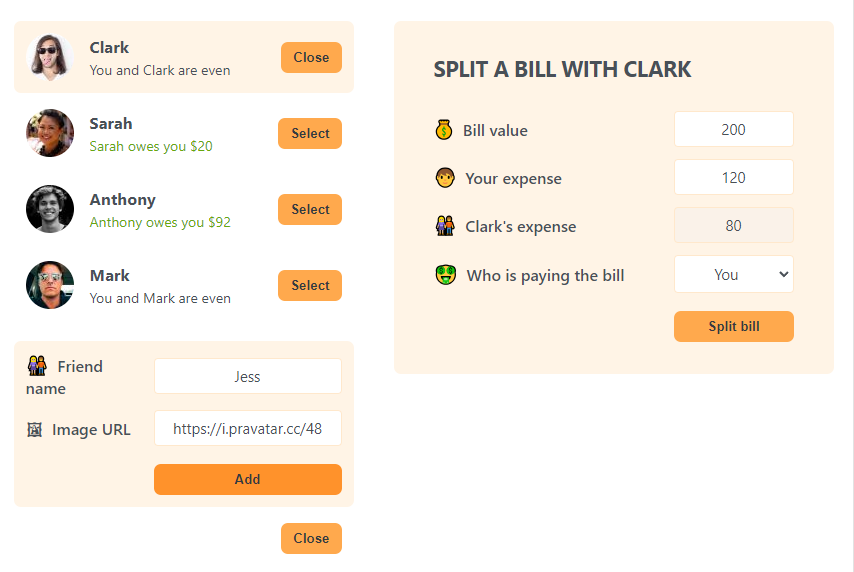 Clark
You and Clark are even
Close
Sarah
Sarah owes you $20
Select
Anthony
Anthony owes you $92
Select
Mark
You and Mark are even
Select
Friend
name
Jess
Image URL
https://i.pravatar.cc/48
Add
Close
SPLIT A BILL WITH CLARK
Bill value
200
Your expense
120
Clark's expense
80
Who is paying the bill
You
Split bill